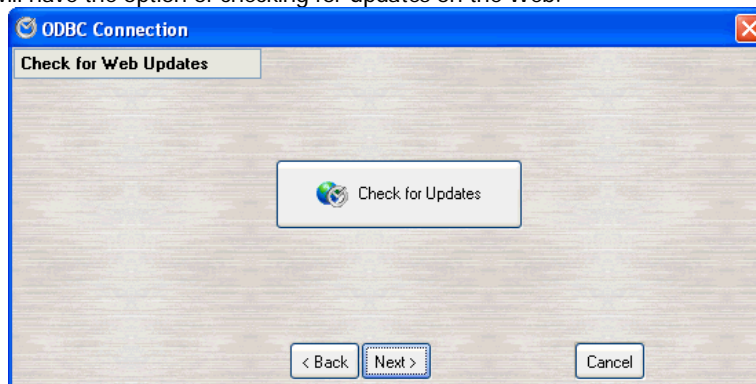 will have the option of checking for updates on the Web.
ODBC Connection
Check for Web Updates
Check for Updates
< Back Next > Cancel